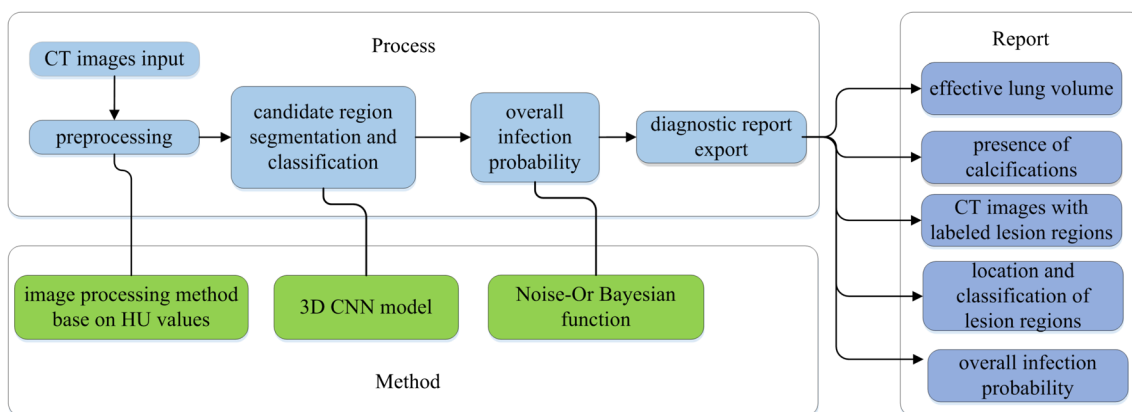 Process
CT images input
preprocessing
candidate region
segmentation and
classification
overall
infection
probability
diagnostic report
export
Method
image processing method
base on HU values
3D CNN model
Noise-Or Bayesian
function
Report
effective lung volume
presence of
calcifications
CT images with
labeled lesion regions
location and
classification of
lesion regions
overall infection
probability